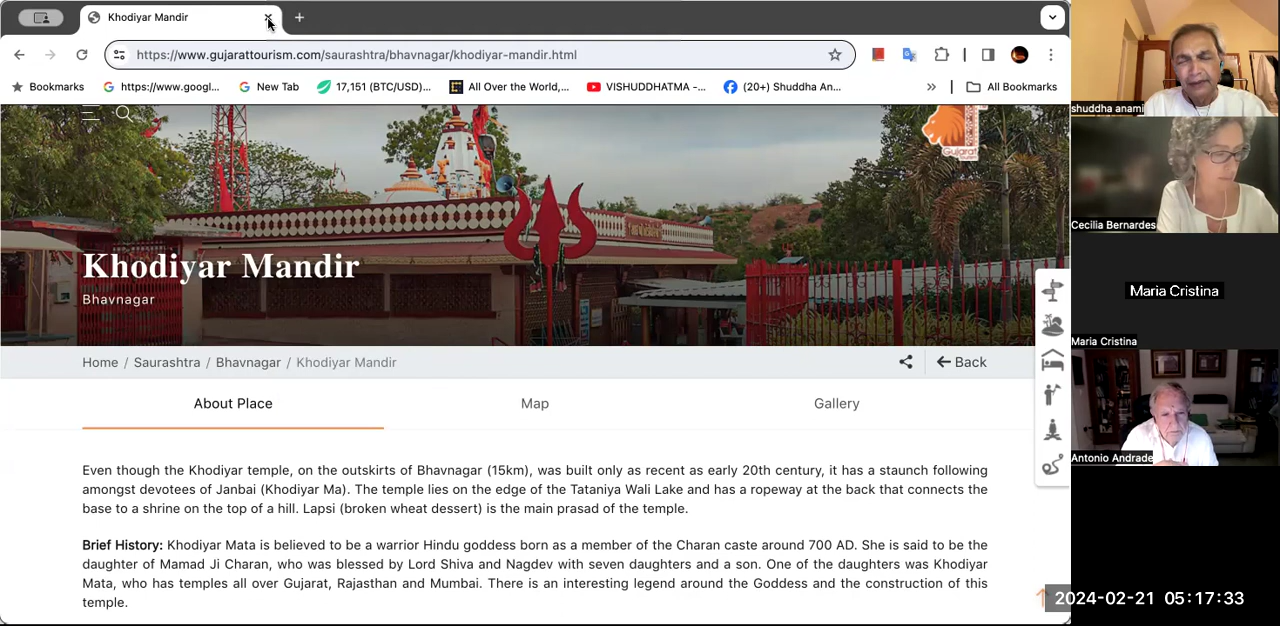 Khodiyar Mandir
https://www.gujarattourism.com/saurashtra/bhavnagar/khodiyar-mandir.html
Bookmarks
https://www.googl...
New Tab
17,151 (BTC/USD)...
All Over the World,...
VISHUDDHATMA -...
(20+) Shuddha An...
»
All Bookmarks
Gujarat
Khodiyar Mandir
Bhavnagar
Home / Saurashtra / Bhavnagar / Khodiyar Mandir
Back
About Place
Map
Gallery
Even though the Khodiyar temple, on the outskirts of Bhavnagar (15km), was built only as recent as early 20th century, it has a staunch following
amongst devotees of Janbai (Khodiyar Ma). The temple lies on the edge of the Tataniya Wali Lake and has a ropeway at the back that connects the
base to a shrine on the top of a hill. Lapsi (broken wheat dessert) is the main prasad of the temple.
Brief History: Khodiyar Mata is believed to be a warrior Hindu goddess born as a member of the Charan caste around 700 AD. She is said to be the
daughter of Mamad Ji Charan, who was blessed by Lord Shiva and Nagdev with seven daughters and a son. One of the daughters was Khodiyar
Mata, who has temples all over Gujarat, Rajasthan and Mumbai. There is an interesting legend around the Goddess and the construction of this
temple.
shuddha anami
Cecilia Bernardes
Maria Cristina
Maria Cristina
Antonio Andrade
2024-02-21 05:17:33